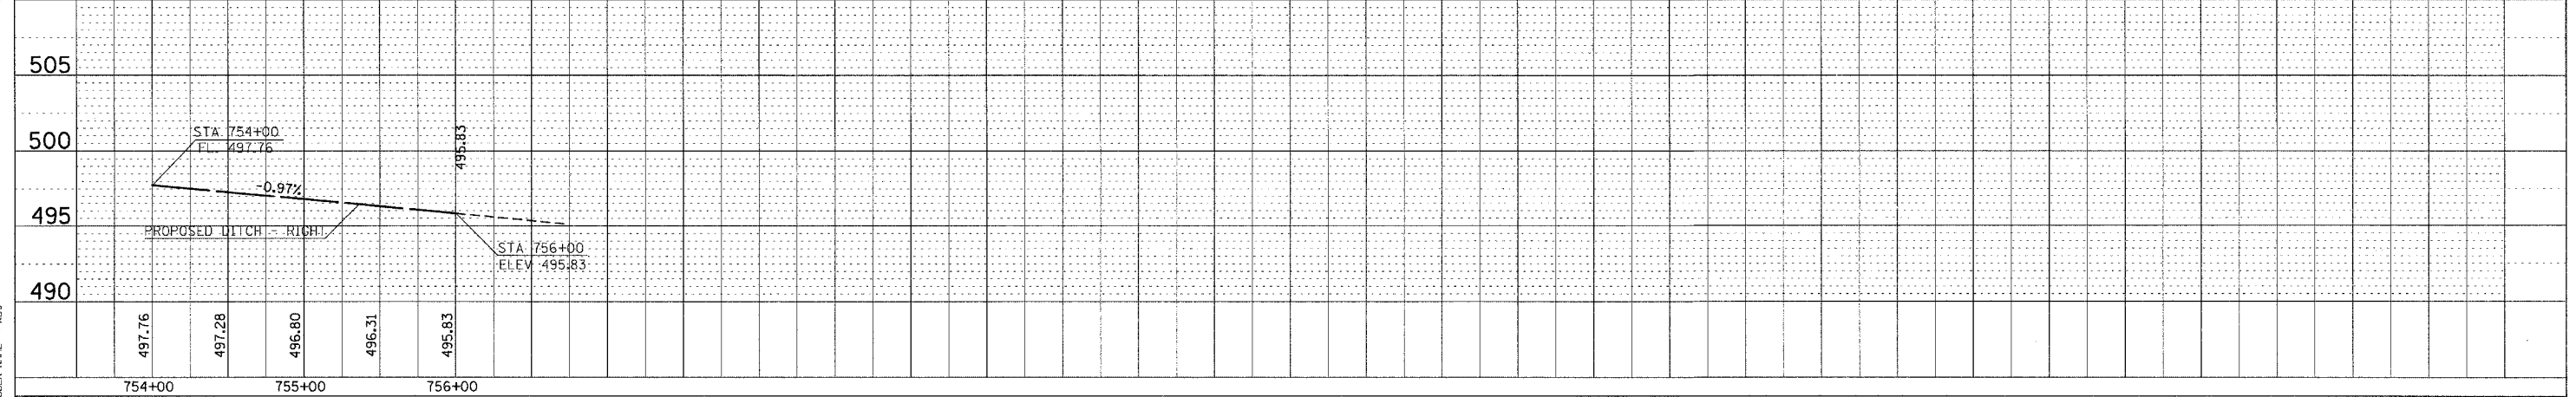 505
500
495
490
STA. 754+00
FL. 497.76
-0.97%
PROPOSED DITCH - RIGHT
495.83
STA 756+00
ELEV 495.83
497.76
497.28
496.80
496.31
495.83
754+00
755+00
756+00